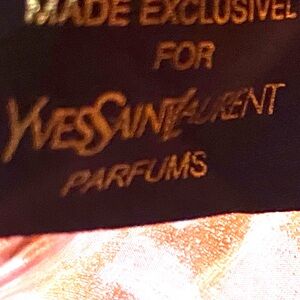 MADE EXCLUSIVEL
FOR
YVESSAINTLAURENT
PARFUMS